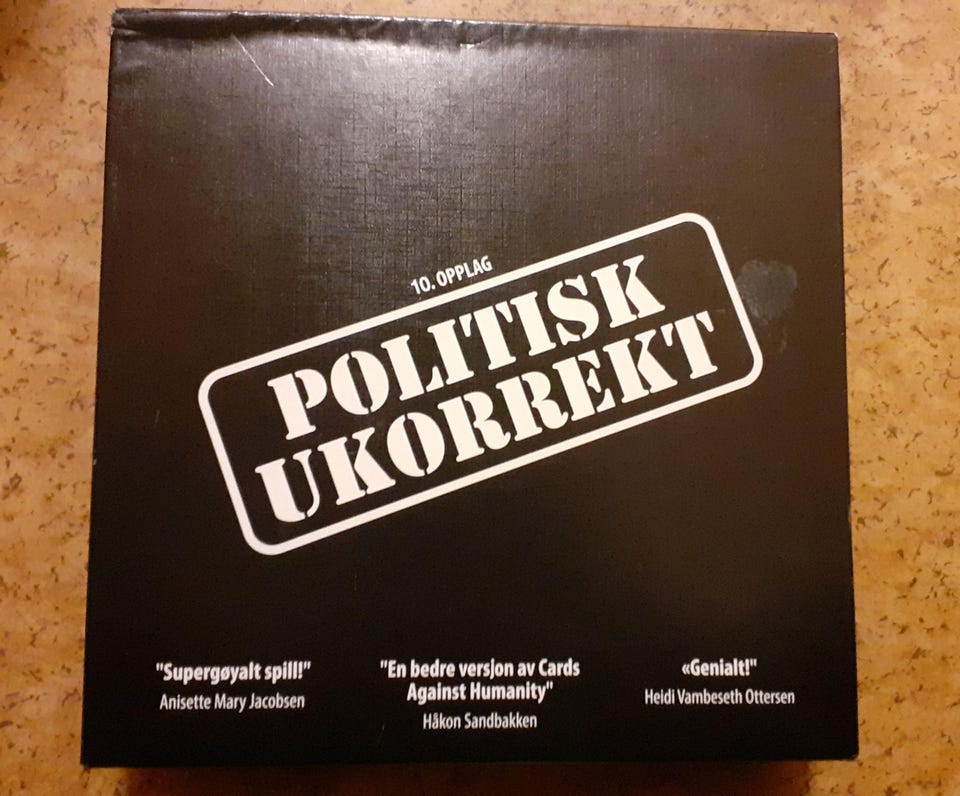 10. OPPLAG
POLITISK
UKORREKT
"Supergøyalt spill!"
Anisette Mary Jacobsen
"En bedre versjon av Cards
Against Humanity"
Håkon Sandbakken
«Genialt!"
Heidi Vambeseth Ottersen